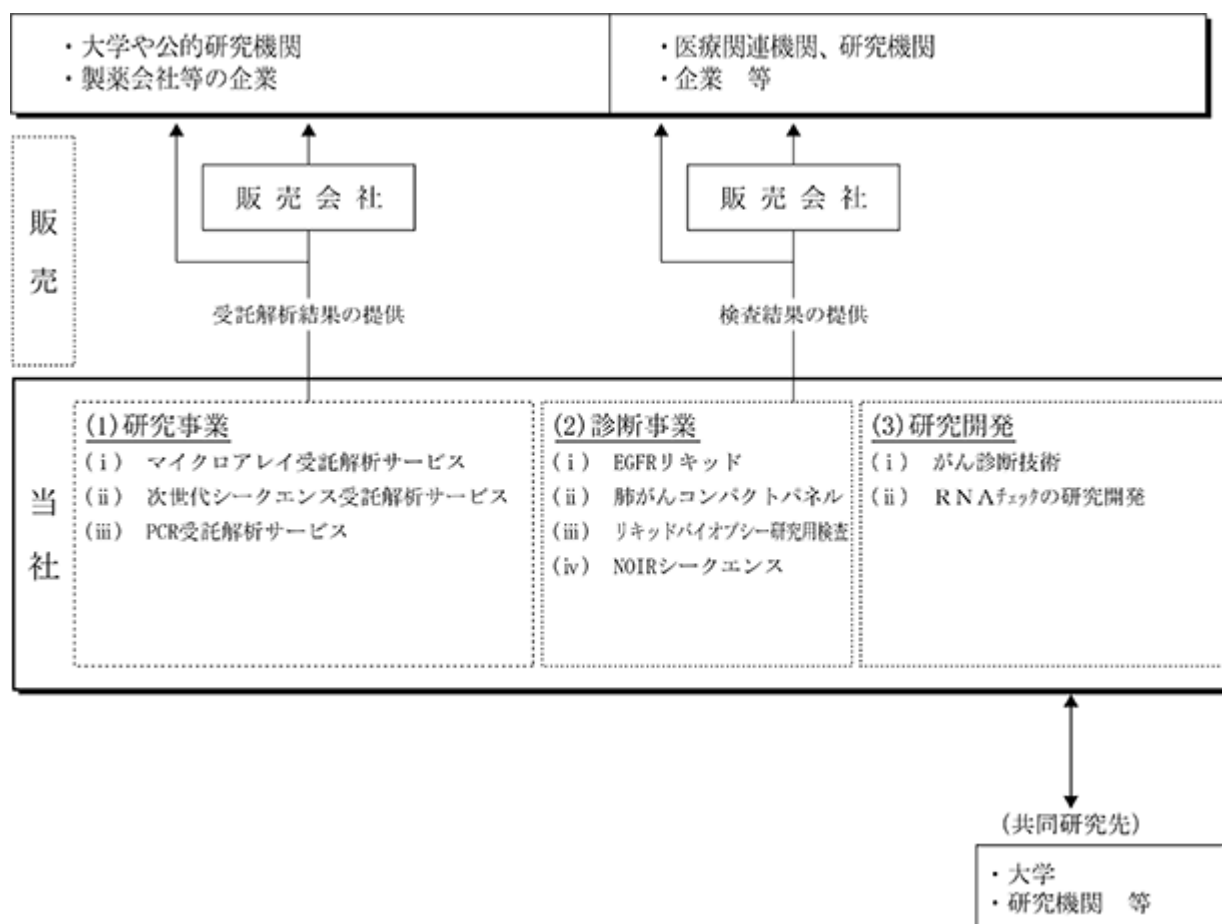 ・大学や公的研究機関
・製薬会社等の企業
・医療関連機関、研究機関
・企業　等
販売
販売会社
販売会社
受託解析結果の提供
検査結果の提供
当社
(1)研究事業
(ⅰ)　マイクロアレイ受託解析サービス
(ⅱ)　次世代シークエンス受託解析サービス
(ⅲ)　PCR受託解析サービス
(2)診断事業
(ⅰ)　EGFRリキッド
(ⅱ)　肺がんコンパクトパネル
(ⅲ)　リキッドバイオプシー研究用検査
(ⅳ)　NOIRシークエンス
(3)研究開発
(ⅰ)　がん診断技術
(ⅱ)　ＲＮＡﾁｪｯｸの研究開発
(共同研究先)
・大学
・研究機関　等